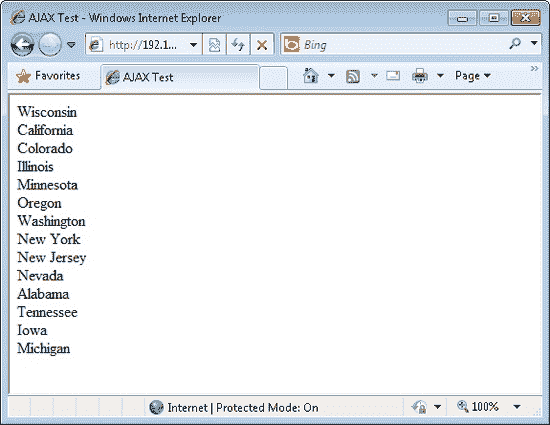 AJAX Test - Windows Internet Explorer
http://192.1...
Bing
Favorites
AJAX Test
Page
Wisconsin
California
Colorado
Illinois
Minnesota
Oregon
Washington
New York
New Jersey
Nevada
Alabama
Tennessee
Iowa
Michigan
Internet | Protected Mode: On
100%